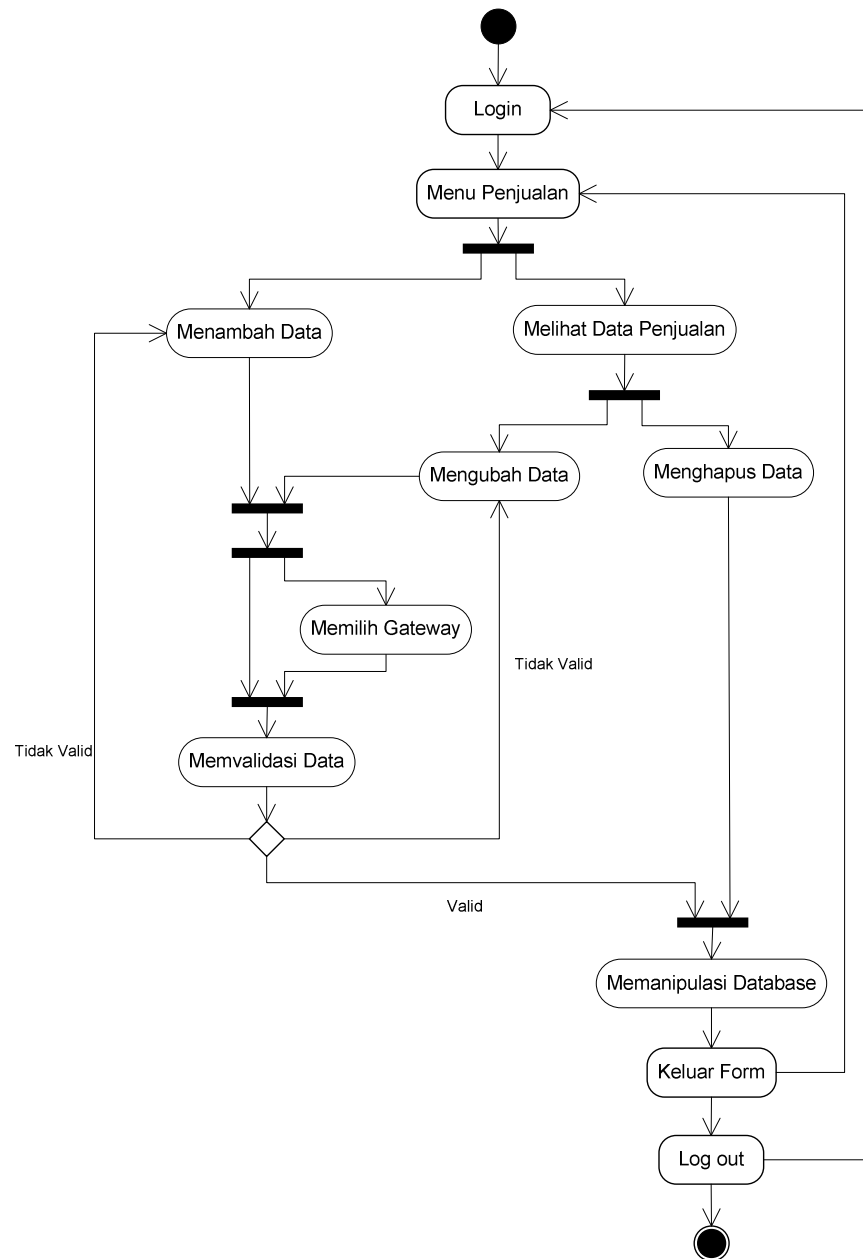 Login
Menu Penjualan
Menambah Data
Melihat Data Penjualan
Mengubah Data
Menghapus Data
Memilih Gateway
Tidak Valid
Tidak Valid
Memvalidasi Data
Valid
Memanipulasi Database
Keluar Form
Log out